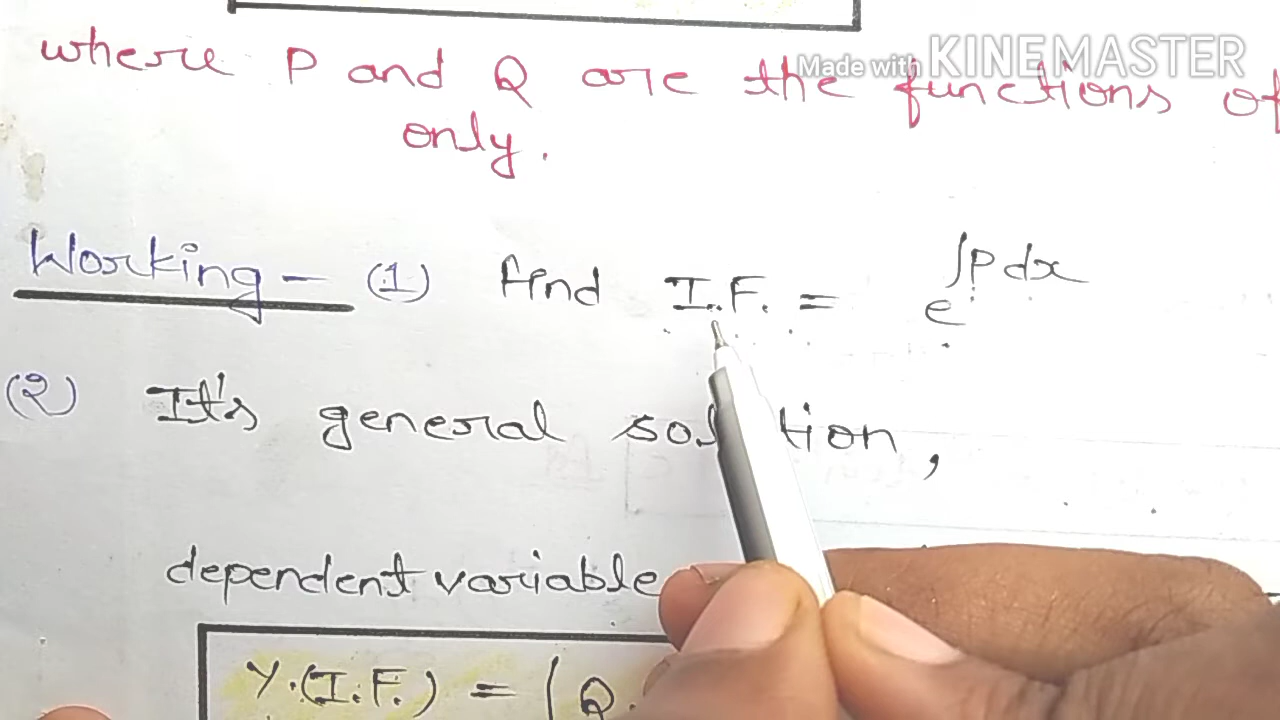 Made with KINEMASTER
where P and Q are the functions of
only.
Working - (1) Find I.F. = e^∫P dx
(2) It's general solution,
dependent variable
Y.(I.F.) = ∫Q.